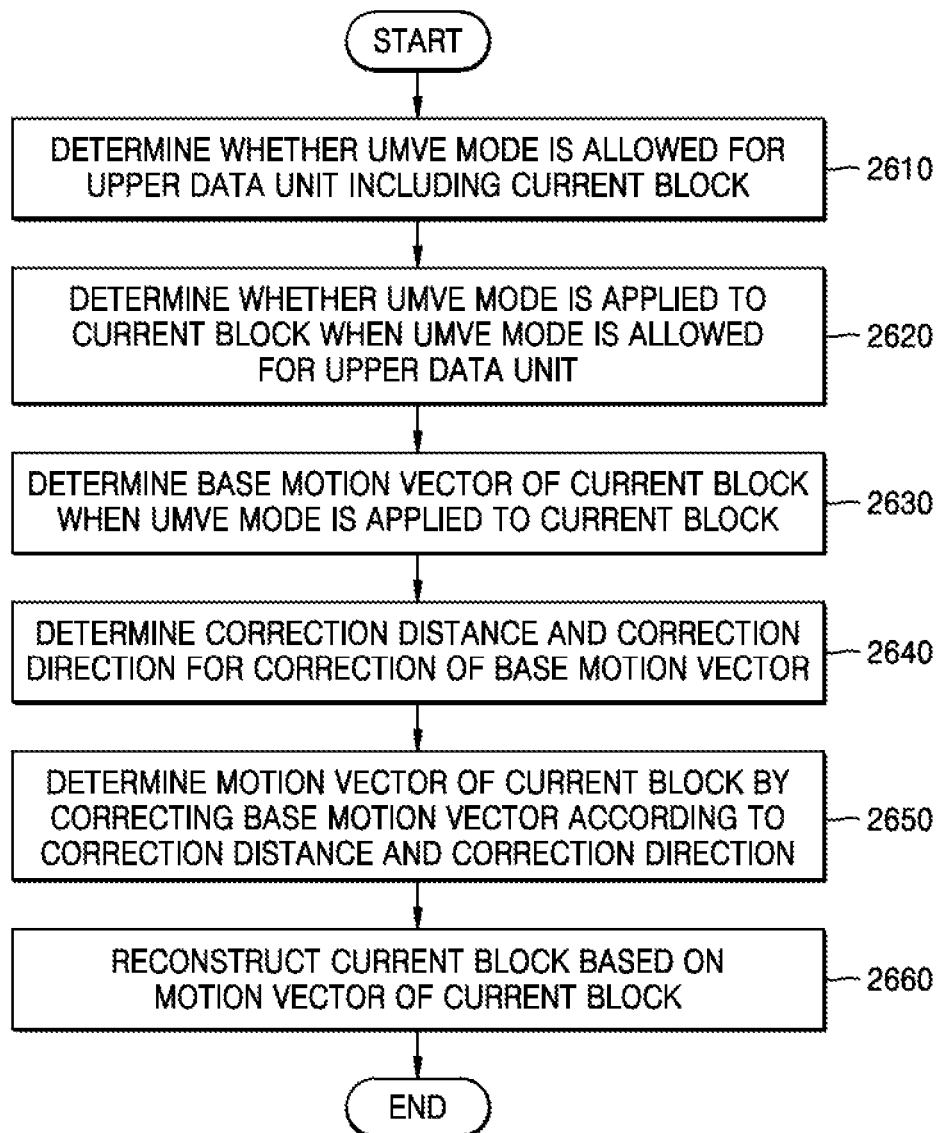 START
DETERMINE WHETHER UMVE MODE IS ALLOWED FOR
UPPER DATA UNIT INCLUDING CURRENT BLOCK
2610
DETERMINE WHETHER UMVE MODE IS APPLIED TO
CURRENT BLOCK WHEN UMVE MODE IS ALLOWED
FOR UPPER DATA UNIT
2620
DETERMINE BASE MOTION VECTOR OF CURRENT BLOCK
WHEN UMVE MODE IS APPLIED TO CURRENT BLOCK
2630
DETERMINE CORRECTION DISTANCE AND CORRECTION
DIRECTION FOR CORRECTION OF BASE MOTION VECTOR
2640
DETERMINE MOTION VECTOR OF CURRENT BLOCK BY
CORRECTING BASE MOTION VECTOR ACCORDING TO
CORRECTION DISTANCE AND CORRECTION DIRECTION
2650
RECONSTRUCT CURRENT BLOCK BASED ON
MOTION VECTOR OF CURRENT BLOCK
2660
END